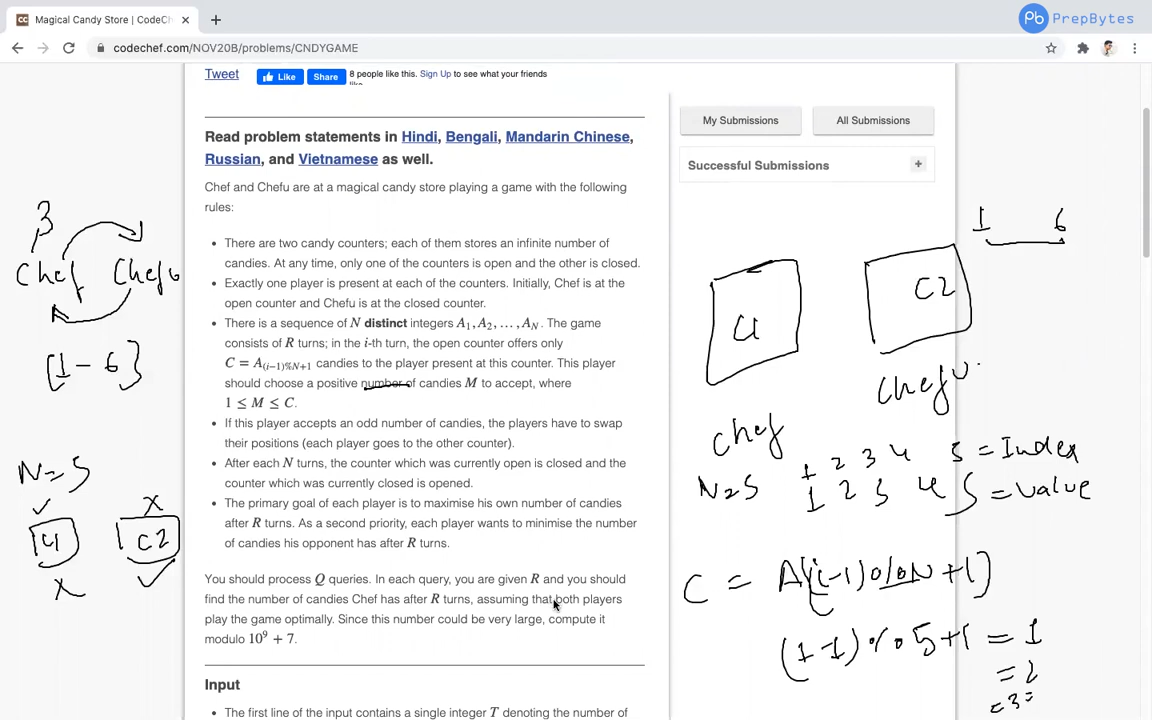 Magical Candy Store | CodeCh
PrepBytes
codechef.com/NOV20B/problems/CNDYGAME
Tweet
Like
Share
8 people like this. Sign Up to see what your friends
like.
My Submissions
All Submissions
Successful Submissions
Read problem statements in Hindi, Bengali, Mandarin Chinese,
Russian, and Vietnamese as well.
Chef and Chefu are at a magical candy store playing a game with the following
rules:
There are two candy counters; each of them stores an infinite number of
candies. At any time, only one of the counters is open and the other is closed.
Exactly one player is present at each of the counters. Initially, Chef is at the
open counter and Chefu is at the closed counter.
There is a sequence of N distinct integers A1, A2, …, AN. The game
consists of R turns; in the i-th turn, the open counter offers only
C = A(i−1)%N+1 candies to the player present at this counter. This player
should choose a positive number of candies M to accept, where
1 ≤ M ≤ C.
If this player accepts an odd number of candies, the players have to swap
their positions (each player goes to the other counter).
After each N turns, the counter which was currently open is closed and the
counter which was currently closed is opened.
The primary goal of each player is to maximise his own number of candies
after R turns. As a second priority, each player wants to minimise the number
of candies his opponent has after R turns.
You should process Q queries. In each query, you are given R and you should
find the number of candies Chef has after R turns, assuming that both players
play the game optimally. Since this number could be very large, compute it
modulo 10^9 + 7.
Input
The first line of the input contains a single integer T denoting the number of
3
Chef Chefu
[1-6]
N=5
C2
1 6
C1
C2
Chef
Chefu
1 2 3 4 5 = Index
N=5 1 2 3 4 5 = Value
C = A((i-1)%N+1)
(1-1)%5+1 = 1
= 2
= 3 =